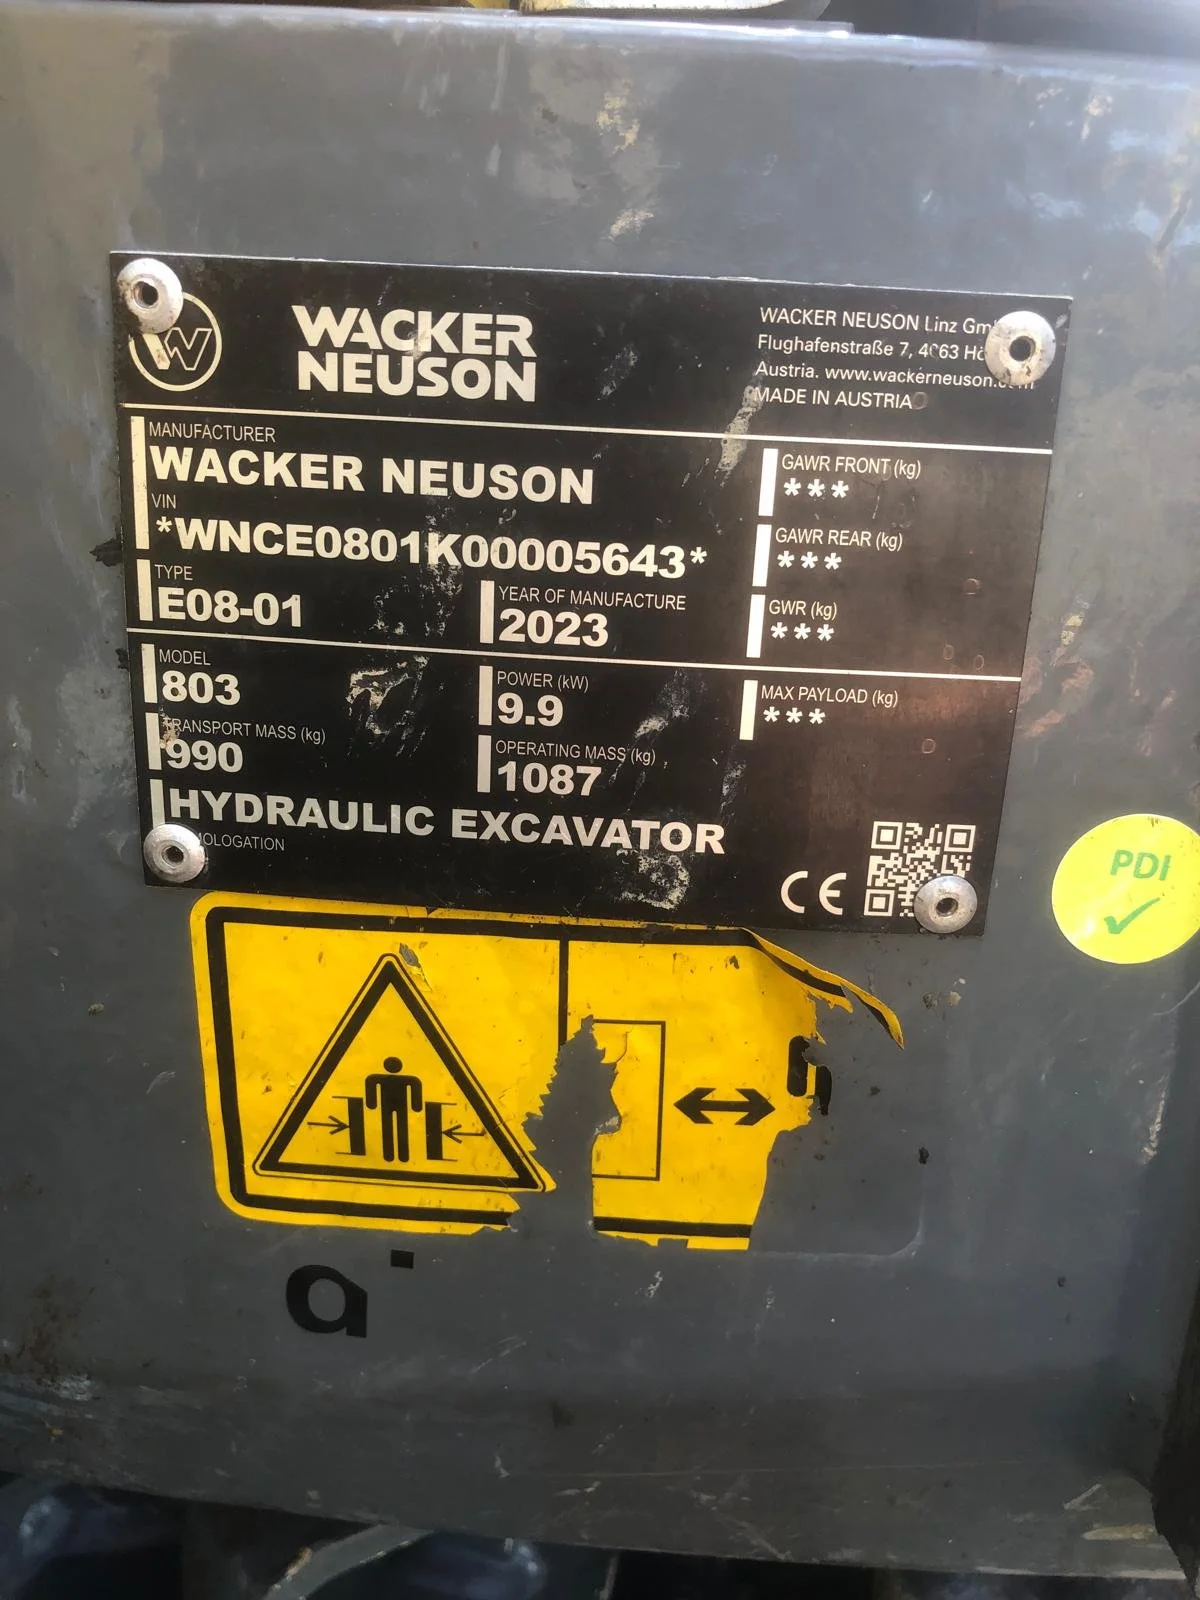 WACKER
NEUSON
WACKER NEUSON Linz
Flughafenstraße 7,
Austria.
MADE IN AUSTRIA
MANUFACTURER
WACKER NEUSON
VIN
*WNCE0801K00005643*
TYPE
E08-01
YEAR OF MANUFACTURE
2023
GAWR FRONT (kg)
***
GAWR REAR (kg)
***
GWR (kg)
***
MODEL
803
POWER (kW)
9.9
MAX PAYLOAD (kg)
***
TRANSPORT MASS (kg)
990
OPERATING MASS (kg)
1087
HYDRAULIC EXCAVATOR
CE
PDI
a